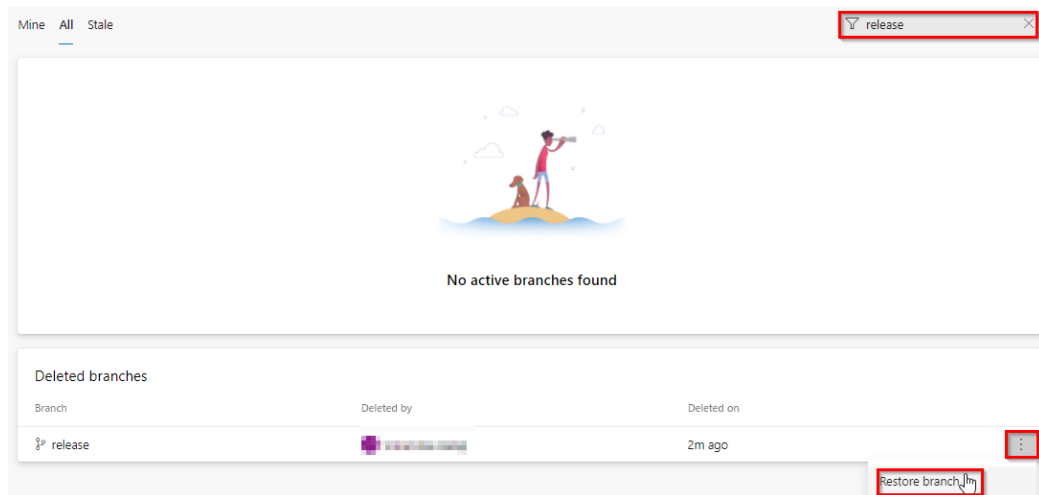 Mine All Stale
release
No active branches found
Deleted branches
Branch Deleted by Deleted on
release 2m ago
Restore branch